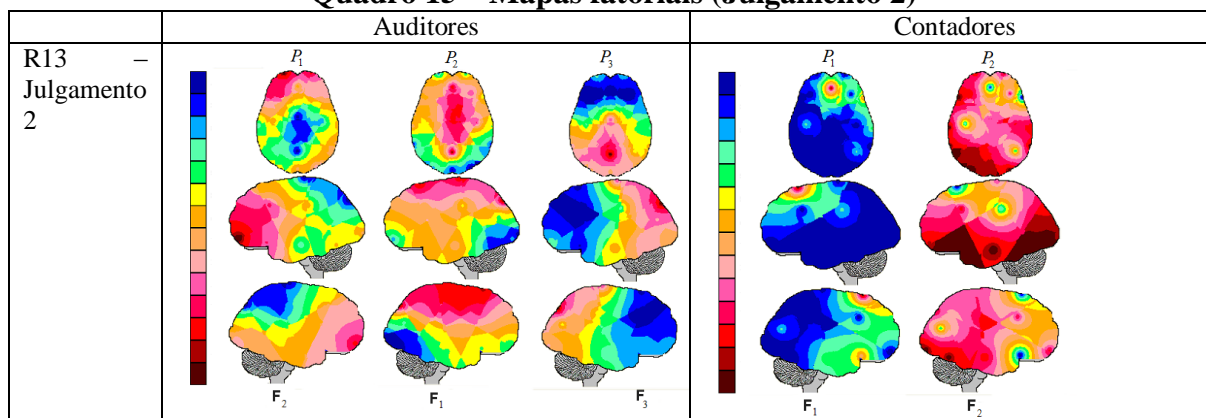 Quadro 15 – Mapas fatoriais (Julgamento 2)
Auditores Contadores
R13 –
Julgamento
2
P1 P2 P3 P1 P2
F2 F1 F3 F1 F2